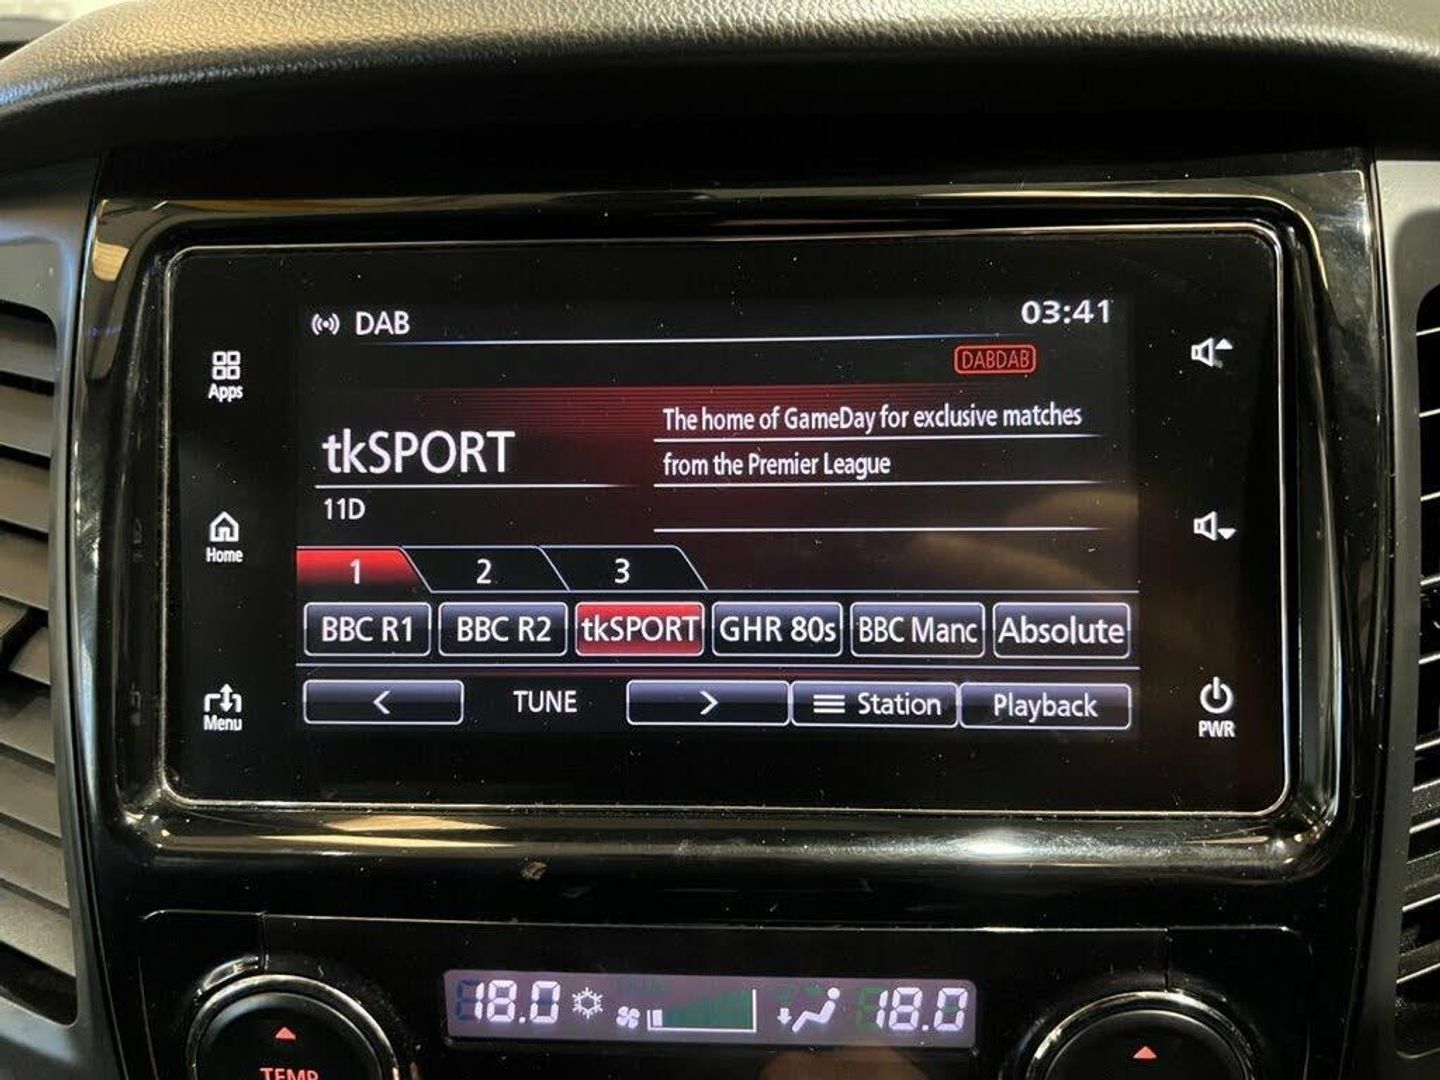 DAB
03:41
DABDAB
Apps
tkSPORT
The home of GameDay for exclusive matches
from the Premier League
11D
Home
1 2 3
BBC R1 BBC R2 tkSPORT GHR 80s BBC Manc Absolute
Menu
< TUNE > Station Playback
PWR
18.0 18.0
TEMP